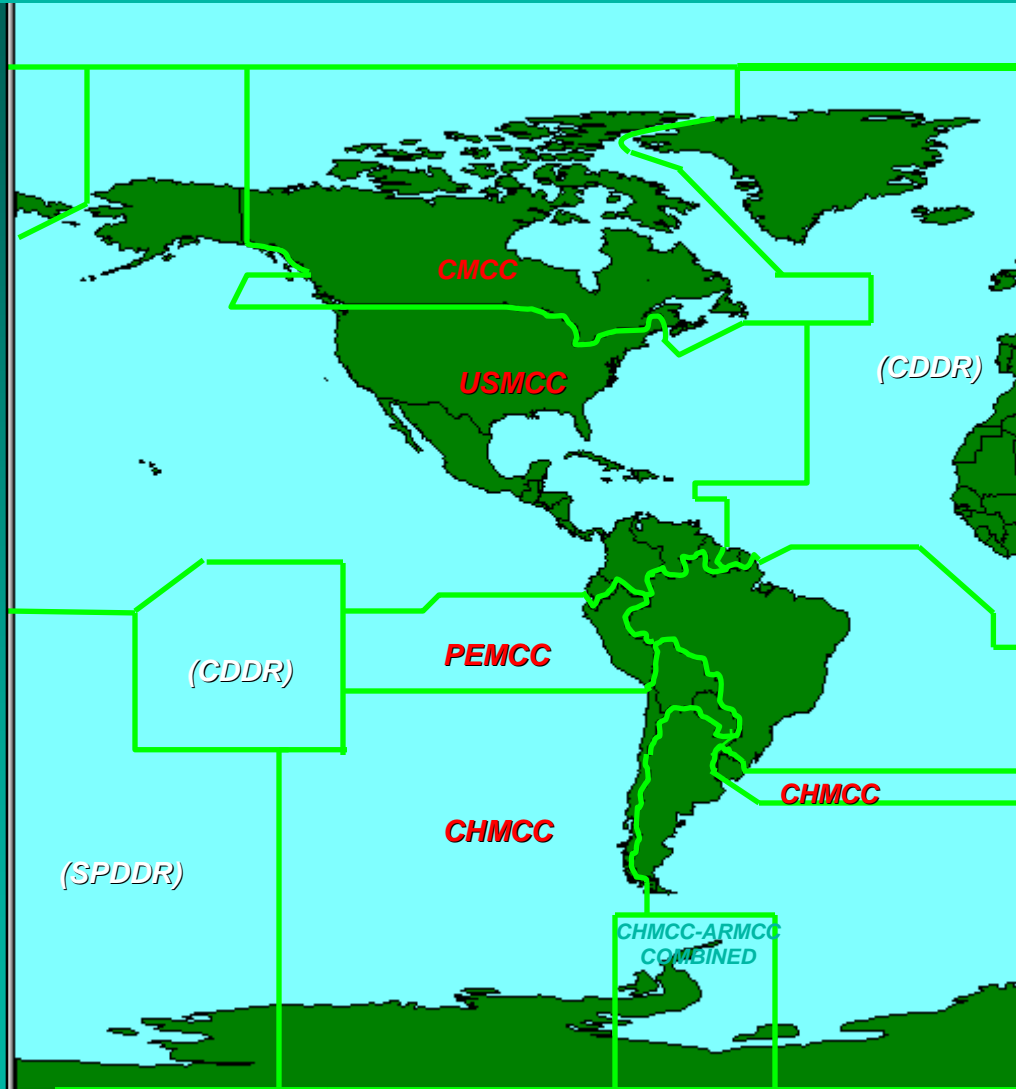 CMCC
(CDDR)
USMCC
PEMCC
(CDDR)
CHMCC
CHMCC
(SPDDR)
CHMCC-ARMCC
COMBINED